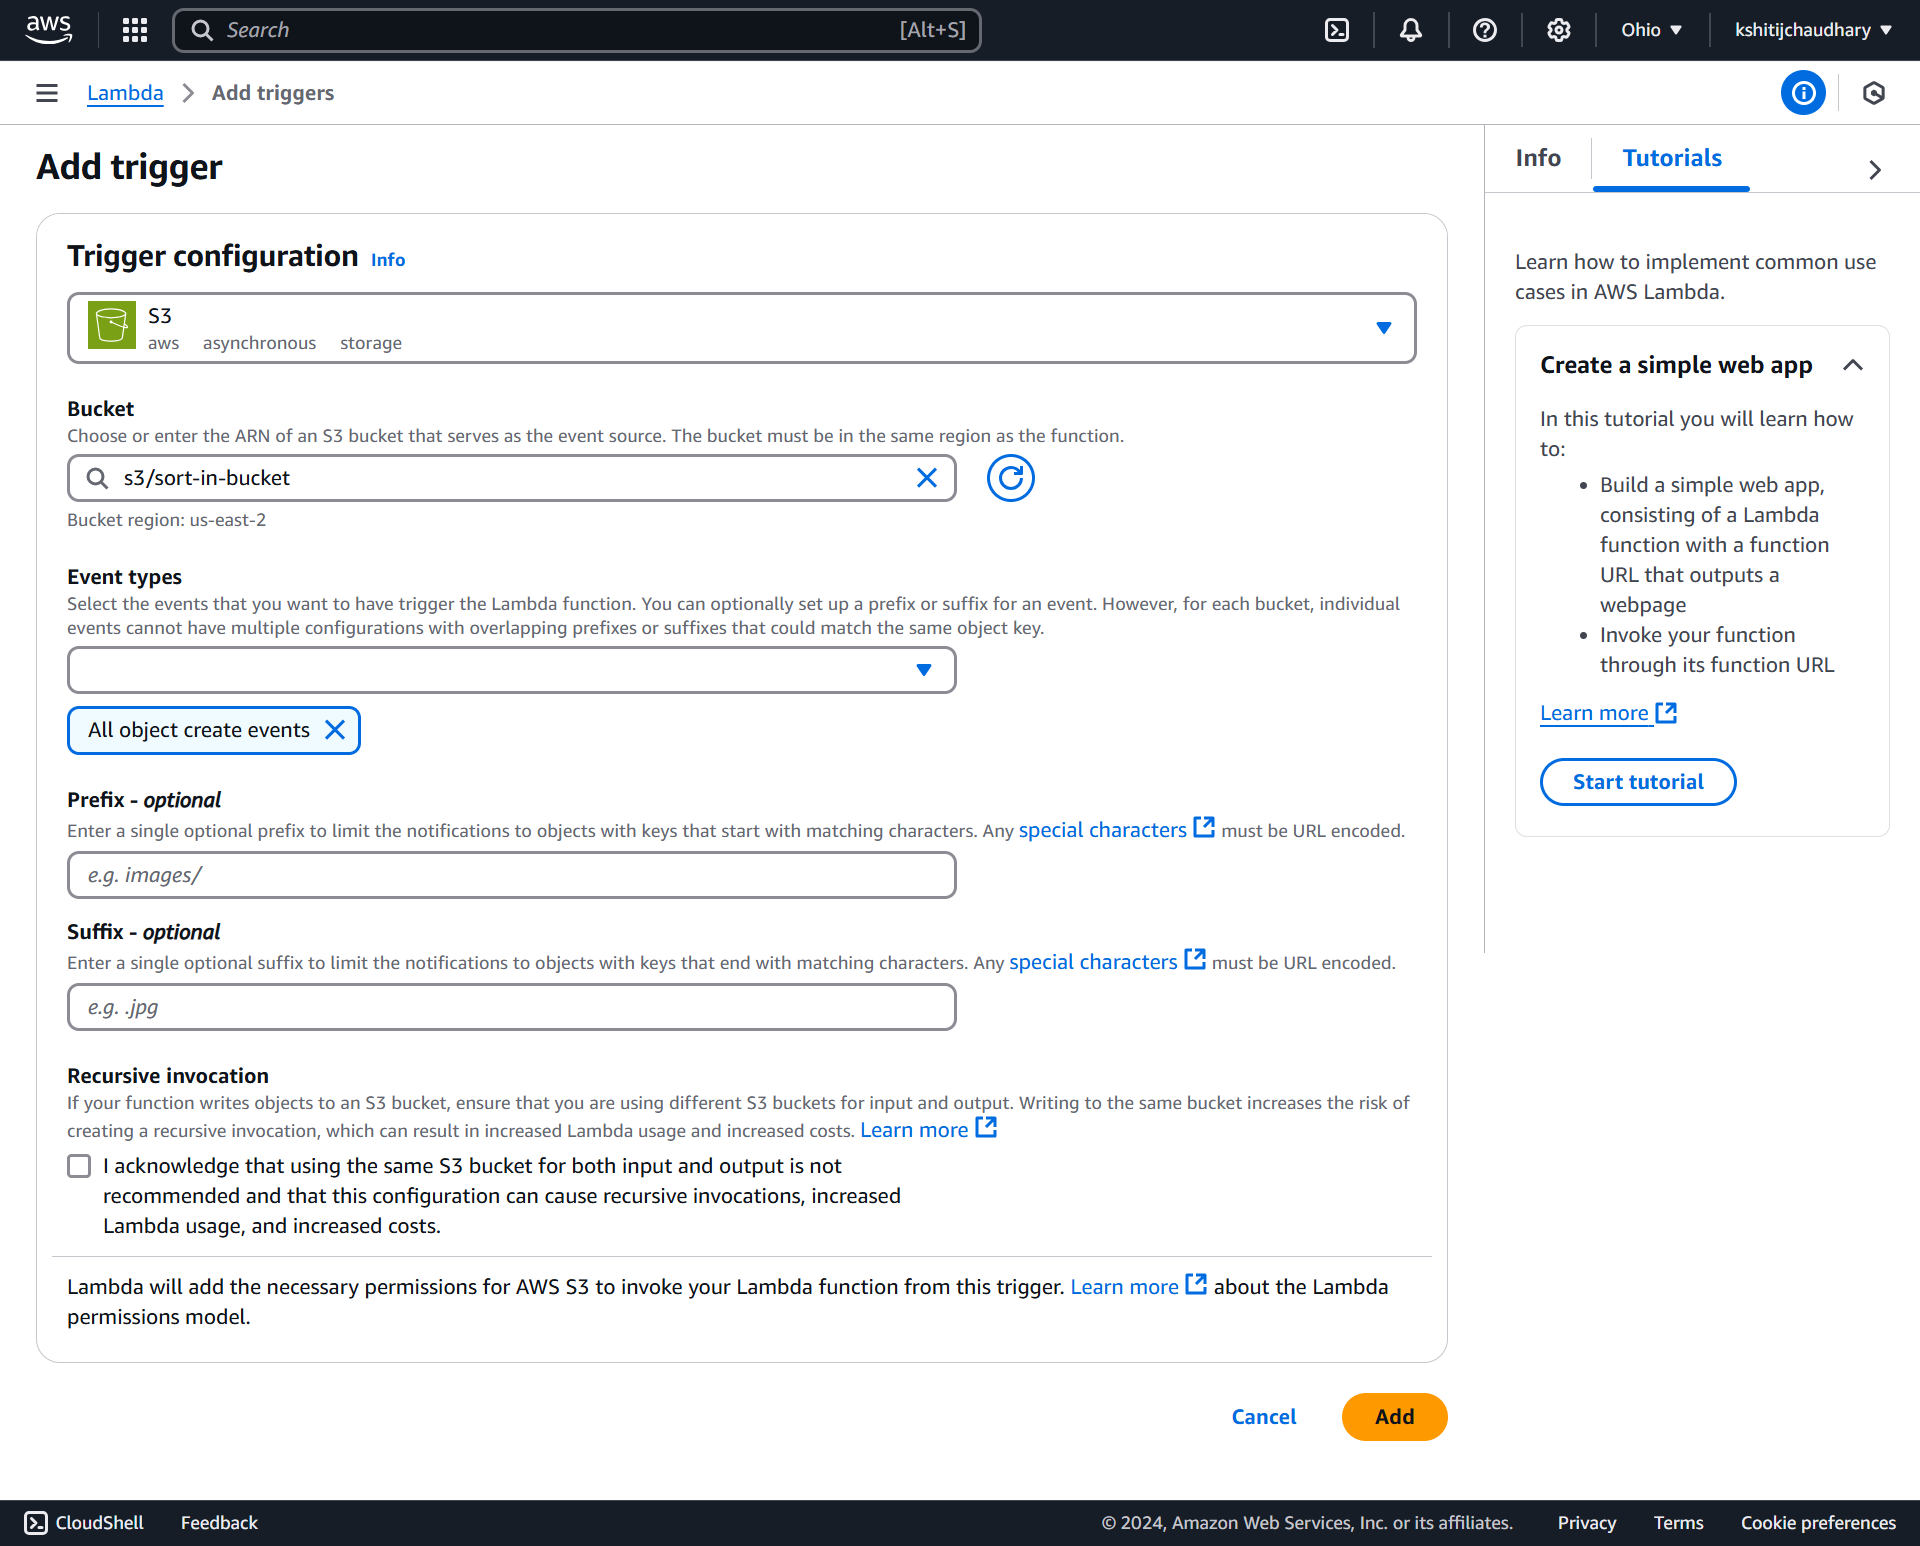 aws
Search
[Alt+S]
Ohio
kshitijchaudhary
Lambda
Add triggers
Add trigger
Trigger configuration Info
S3
aws asynchronous storage
Bucket
Choose or enter the ARN of an S3 bucket that serves as the event source. The bucket must be in the same region as the function.
s3/sort-in-bucket
Bucket region: us-east-2
Event types
Select the events that you want to have trigger the Lambda function. You can optionally set up a prefix or suffix for an event. However, for each bucket, individual
events cannot have multiple configurations with overlapping prefixes or suffixes that could match the same object key.
All object create events
Prefix - optional
Enter a single optional prefix to limit the notifications to objects with keys that start with matching characters. Any special characters must be URL encoded.
e.g. images/
Suffix - optional
Enter a single optional suffix to limit the notifications to objects with keys that end with matching characters. Any special characters must be URL encoded.
e.g. .jpg
Recursive invocation
If your function writes objects to an S3 bucket, ensure that you are using different S3 buckets for input and output. Writing to the same bucket increases the risk of
creating a recursive invocation, which can result in increased Lambda usage and increased costs. Learn more
I acknowledge that using the same S3 bucket for both input and output is not
recommended and that this configuration can cause recursive invocations, increased
Lambda usage, and increased costs.
Lambda will add the necessary permissions for AWS S3 to invoke your Lambda function from this trigger. Learn more about the Lambda
permissions model.
Cancel
Add
Info
Tutorials
Learn how to implement common use
cases in AWS Lambda.
Create a simple web app
In this tutorial you will learn how
to:
• Build a simple web app,
consisting of a Lambda
function with a function
URL that outputs a
webpage
• Invoke your function
through its function URL
Learn more
Start tutorial
CloudShell
Feedback
© 2024, Amazon Web Services, Inc. or its affiliates.
Privacy
Terms
Cookie preferences